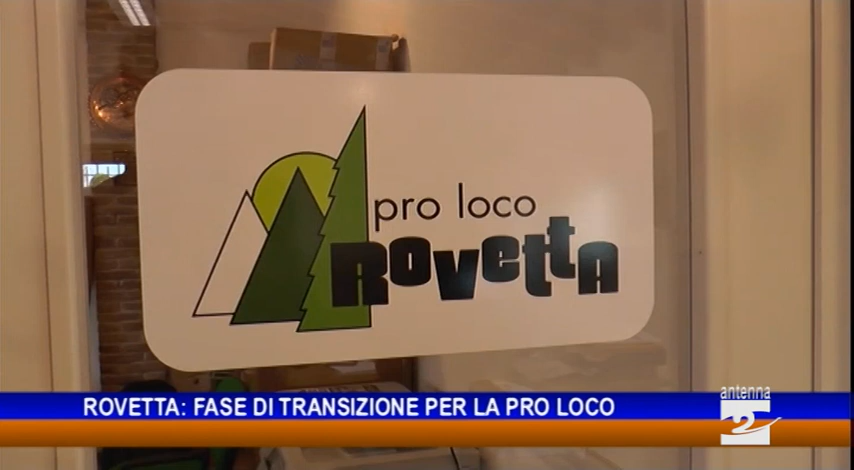 pro loco
Rovetta
ROVETTA: FASE DI TRANSIZIONE PER LA PRO LOCO
antenna
2